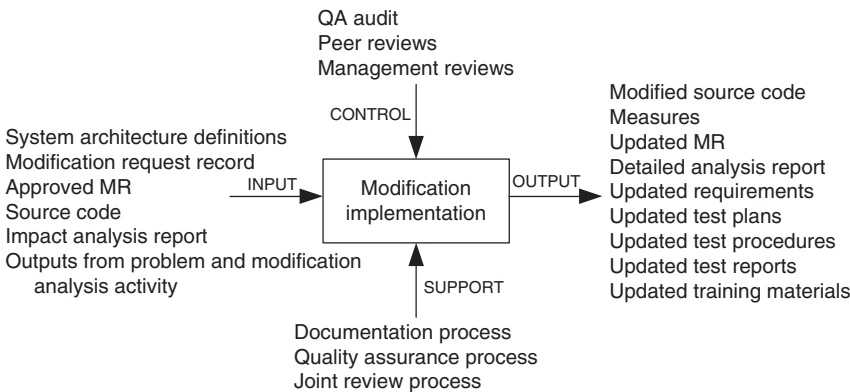 QA audit
Peer reviews
Management reviews
CONTROL
System architecture definitions
Modification request record
Approved MR
Source code
Impact analysis report
Outputs from problem and modification
analysis activity
INPUT
Modification
implementation
OUTPUT
Modified source code
Measures
Updated MR
Detailed analysis report
Updated requirements
Updated test plans
Updated test procedures
Updated test reports
Updated training materials
SUPPORT
Documentation process
Quality assurance process
Joint review process